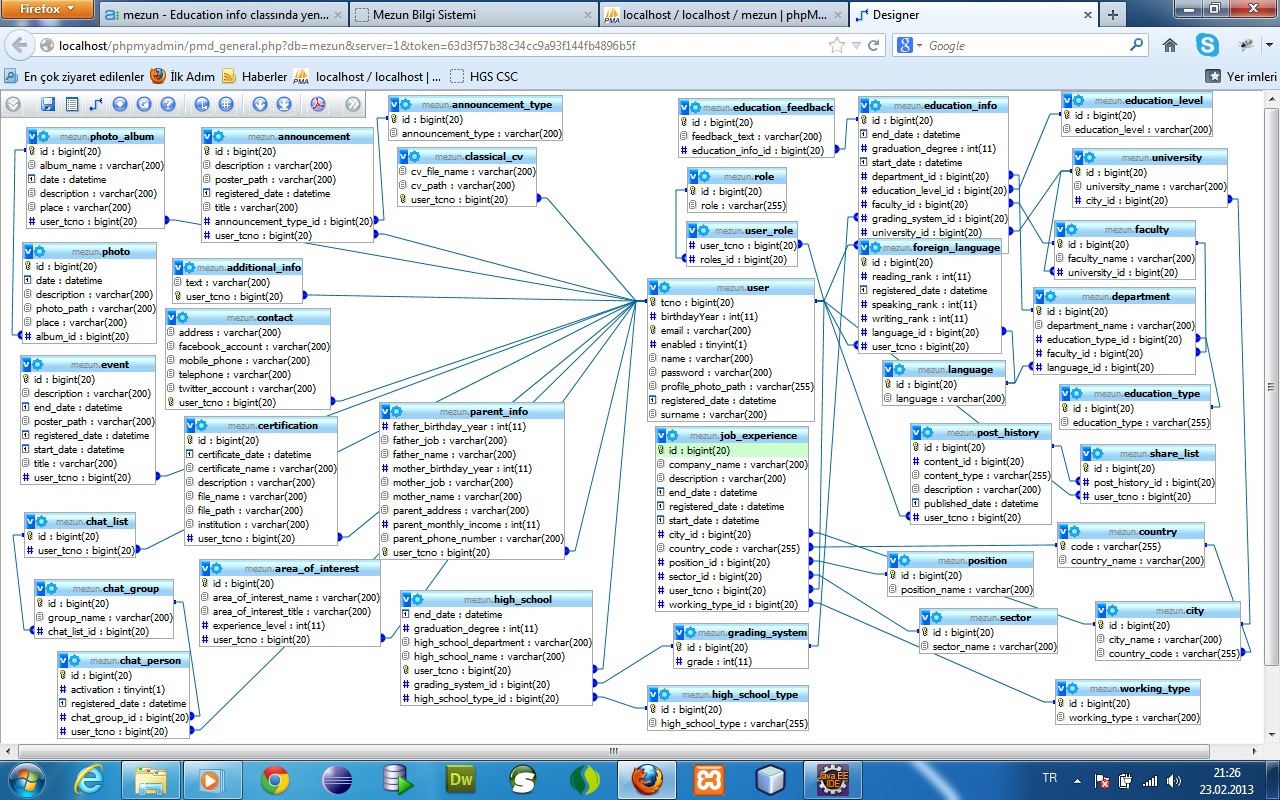 Firefox
mezun - Education info classında yen...
Mezun Bilgi Sistemi
localhost / localhost / mezun | phpM...
Designer
localhost/phpmyadmin/pmd_general.php?db=mezun&server=1&token=63d3f57b38c34cc9a93f144fb4896b5f
Google
En çok ziyaret edilenler
İlk Adım
Haberler
localhost / localhost | ...
HGS CSC
Yer imleri
mezun.photo_album
id : bigint(20)
album_name : varchar(200)
date : datetime
description : varchar(200)
place : varchar(200)
user_tcno : bigint(20)
mezun.announcement
id : bigint(20)
description : varchar(200)
poster_path : varchar(200)
registered_date : datetime
title : varchar(200)
announcement_type_id : bigint(20)
user_tcno : bigint(20)
mezun.announcement_type
id : bigint(20)
announcement_type : varchar(200)
mezun.classical_cv
cv_file_name : varchar(200)
cv_path : varchar(200)
user_tcno : bigint(20)
mezun.education_feedback
id : bigint(20)
feedback_text : varchar(200)
education_info_id : bigint(20)
mezun.education_info
id : bigint(20)
end_date : datetime
graduation_degree : int(11)
start_date : datetime
department_id : bigint(20)
education_level_id : bigint(20)
faculty_id : bigint(20)
grading_system_id : bigint(20)
university_id : bigint(20)
mezun.education_level
id : bigint(20)
education_level : varchar(200)
mezun.university
id : bigint(20)
university_name : varchar(200)
city_id : bigint(20)
mezun.role
id : bigint(20)
role : varchar(255)
mezun.user_role
user_tcno : bigint(20)
roles_id : bigint(20)
mezun.faculty
id : bigint(20)
faculty_name : varchar(200)
university_id : bigint(20)
mezun.foreign_language
id : bigint(20)
reading_rank : int(11)
registered_date : datetime
speaking_rank : int(11)
writing_rank : int(11)
language_id : bigint(20)
user_tcno : bigint(20)
mezun.photo
id : bigint(20)
date : datetime
description : varchar(200)
photo_path : varchar(200)
place : varchar(200)
album_id : bigint(20)
mezun.additional_info
text : varchar(200)
user_tcno : bigint(20)
mezun.contact
address : varchar(200)
facebook_account : varchar(200)
mobile_phone : varchar(200)
telephone : varchar(200)
twitter_account : varchar(200)
user_tcno : bigint(20)
mezun.user
tcno : bigint(20)
birthdayYear : int(11)
email : varchar(200)
enabled : tinyint(1)
name : varchar(200)
password : varchar(200)
profile_photo_path : varchar(255)
registered_date : datetime
surname : varchar(200)
mezun.department
id : bigint(20)
department_name : varchar(200)
education_type_id : bigint(20)
faculty_id : bigint(20)
language_id : bigint(20)
mezun.event
id : bigint(20)
description : varchar(200)
end_date : datetime
poster_path : varchar(200)
registered_date : datetime
start_date : datetime
title : varchar(200)
user_tcno : bigint(20)
mezun.language
id : bigint(20)
language : varchar(200)
mezun.education_type
id : bigint(20)
education_type : varchar(255)
mezun.certification
id : bigint(20)
certificate_date : datetime
certificate_name : varchar(200)
description : varchar(200)
file_name : varchar(200)
file_path : varchar(200)
institution : varchar(200)
user_tcno : bigint(20)
mezun.parent_info
father_birthday_year : int(11)
father_job : varchar(200)
father_name : varchar(200)
mother_birthday_year : int(11)
mother_job : varchar(200)
mother_name : varchar(200)
parent_address : varchar(200)
parent_monthly_income : int(11)
parent_phone_number : varchar(200)
user_tcno : bigint(20)
mezun.job_experience
id : bigint(20)
company_name : varchar(200)
description : varchar(200)
end_date : datetime
registered_date : datetime
start_date : datetime
city_id : bigint(20)
country_code : varchar(255)
position_id : bigint(20)
sector_id : bigint(20)
user_tcno : bigint(20)
working_type_id : bigint(20)
mezun.post_history
id : bigint(20)
content_id : bigint(20)
content_type : varchar(255)
description : varchar(200)
published_date : datetime
user_tcno : bigint(20)
mezun.share_list
id : bigint(20)
post_history_id : bigint(20)
user_tcno : bigint(20)
mezun.chat_list
id : bigint(20)
user_tcno : bigint(20)
mezun.country
code : varchar(255)
country_name : varchar(200)
mezun.position
id : bigint(20)
position_name : varchar(200)
mezun.area_of_interest
id : bigint(20)
area_of_interest_name : varchar(200)
area_of_interest_title : varchar(200)
experience_level : int(11)
user_tcno : bigint(20)
mezun.chat_group
id : bigint(20)
group_name : varchar(200)
chat_list_id : bigint(20)
mezun.high_school
end_date : datetime
graduation_degree : int(11)
high_school_department : varchar(200)
high_school_name : varchar(200)
user_tcno : bigint(20)
grading_system_id : bigint(20)
high_school_type_id : bigint(20)
mezun.grading_system
id : bigint(20)
grade : int(11)
mezun.sector
id : bigint(20)
sector_name : varchar(200)
mezun.city
id : bigint(20)
city_name : varchar(200)
country_code : varchar(255)
mezun.chat_person
id : bigint(20)
activation : tinyint(1)
registered_date : datetime
chat_group_id : bigint(20)
user_tcno : bigint(20)
mezun.high_school_type
id : bigint(20)
high_school_type : varchar(255)
mezun.working_type
id : bigint(20)
working_type : varchar(200)
Dw
Java EE
IDE
TR
21:26
23.02.2013